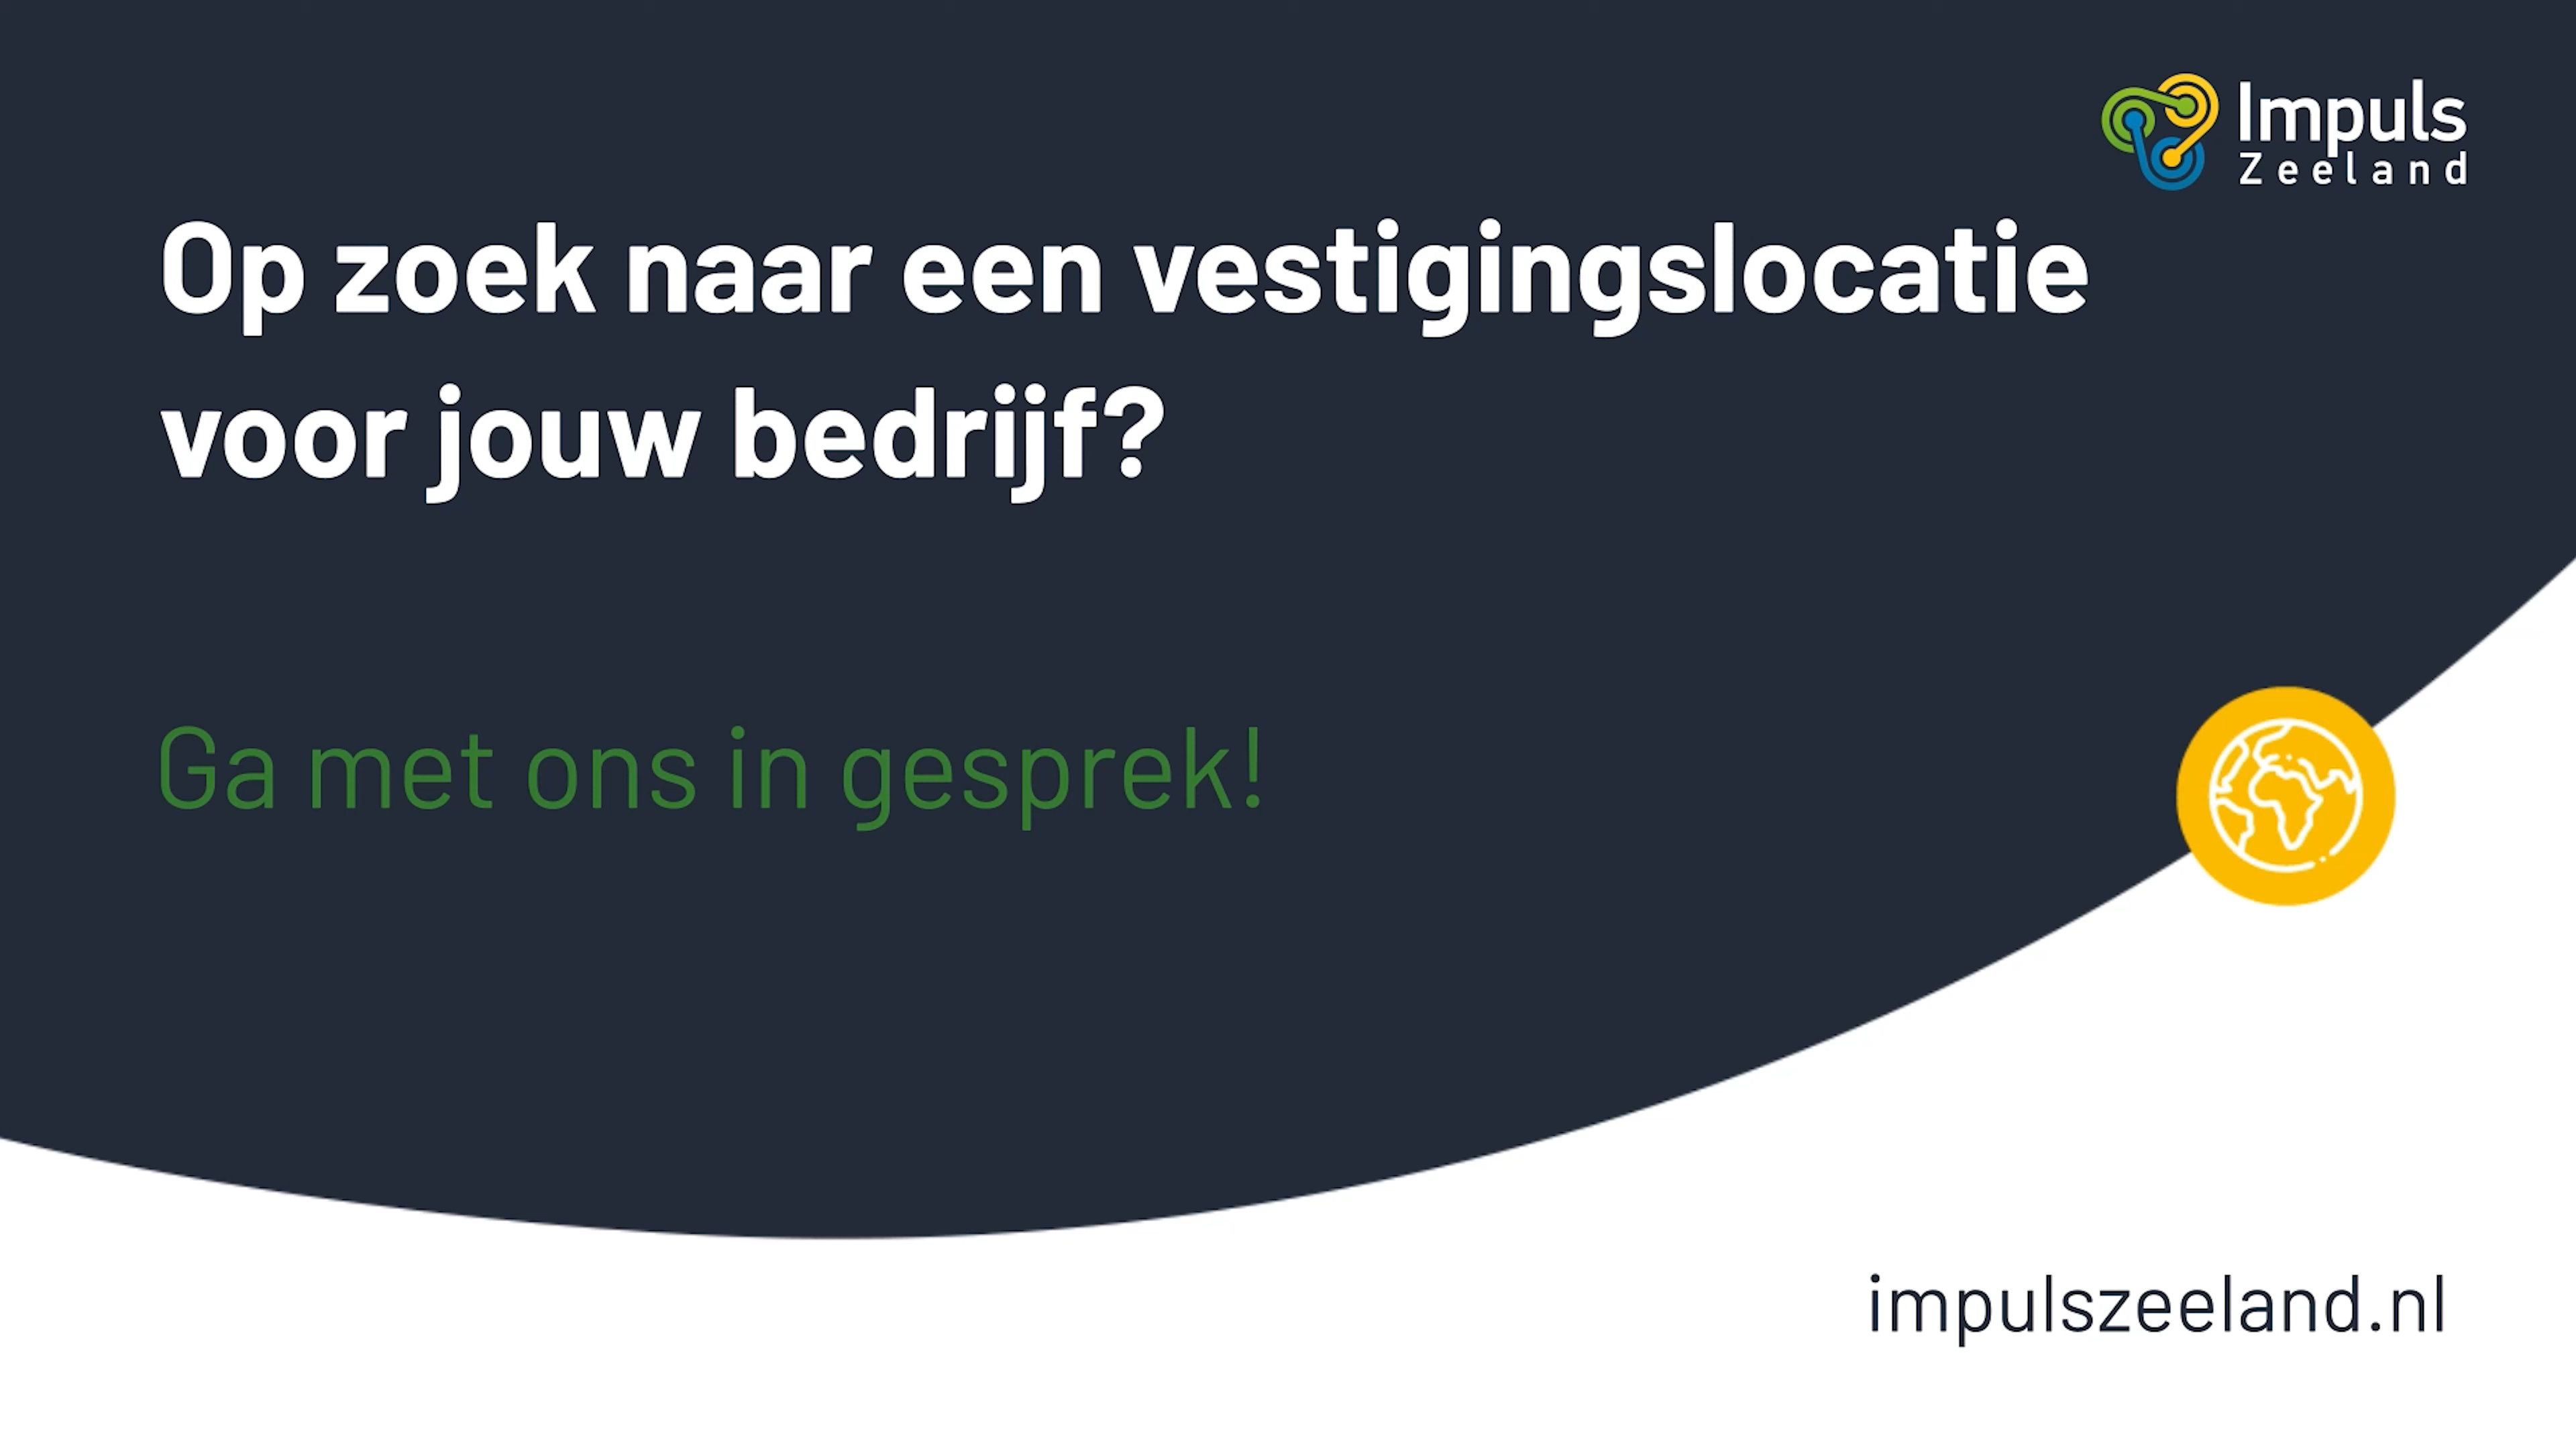 Impuls
Zeeland
Op zoek naar een vestigingslocatie
voor jouw bedrijf?
Ga met ons in gesprek!
impulszeeland.nl